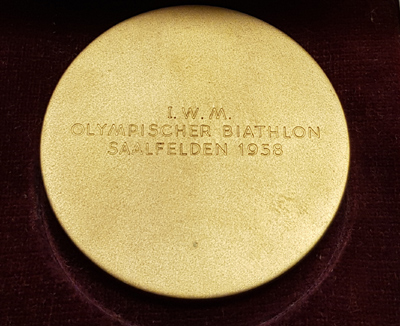 I. W. M.
OLYMPISCHER BIATHLON
SAALFELDEN 1958